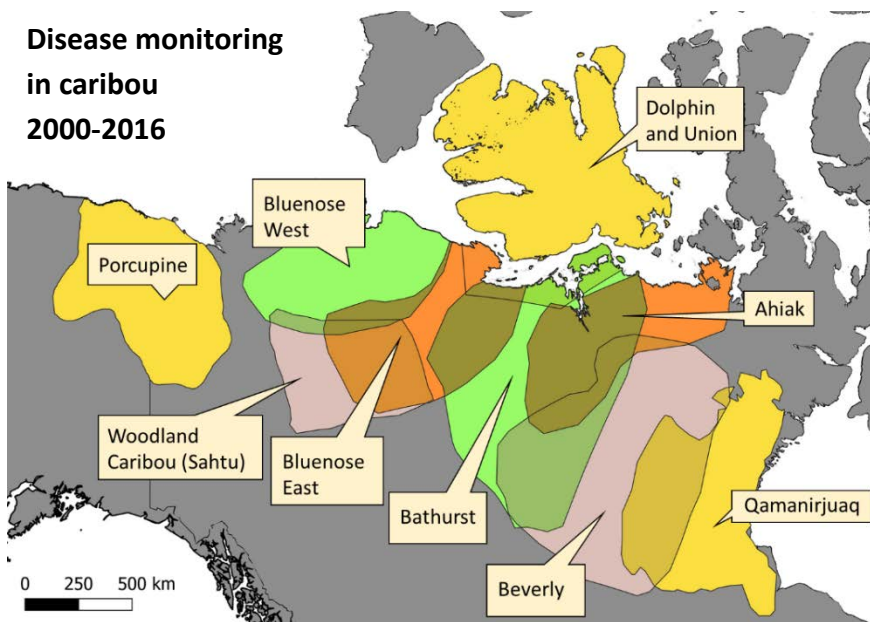 Disease monitoring
in caribou
2000-2016
Dolphin
and Union
Bluenose
West
Porcupine
Ahiak
Woodland
Caribou (Sahtu)
Bluenose
East
Bathurst
Qamanirjuaq
Beverly
0 250 500 km